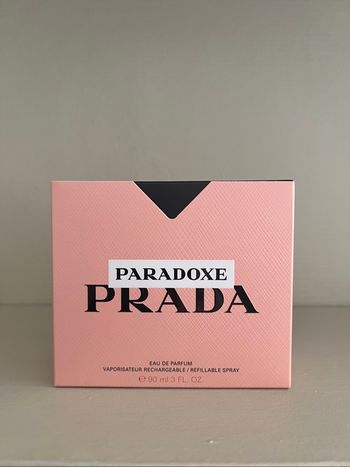 PARADOXE
PRADA
EAU DE PARFUM
VAPORISATEUR RECHARGEABLE / REFILLABLE SPRAY
℮ 90 ml 3 FL. OZ.